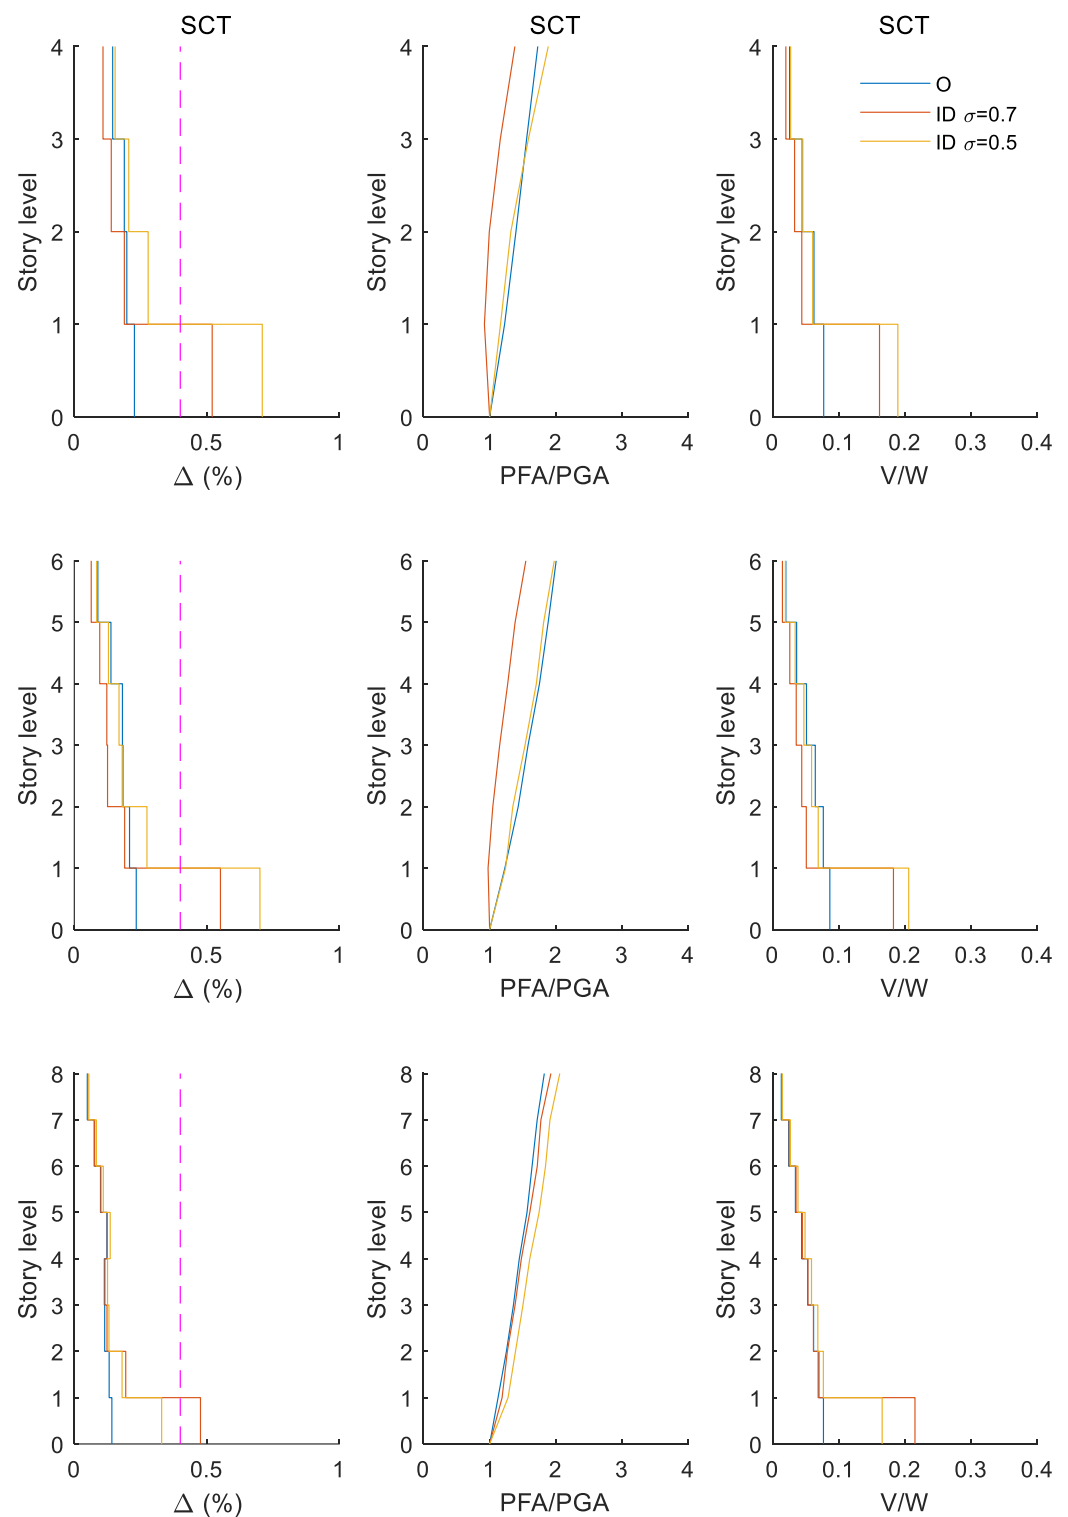 SCT SCT SCT
4 4 4
O
ID σ=0.7
ID σ=0.5
3 3 3
Story level Story level Story level
2 2 2
1 1 1
0 0 0
0 0.5 1 0 1 2 3 4 0 0.1 0.2 0.3 0.4
Δ (%) PFA/PGA V/W
6 6 6
5 5 5
4 4 4
Story level Story level Story level
3 3 3
2 2 2
1 1 1
0 0 0
0 0.5 1 0 1 2 3 4 0 0.1 0.2 0.3 0.4
Δ (%) PFA/PGA V/W
8 8 8
7 7 7
6 6 6
5 5 5
Story level Story level Story level
4 4 4
3 3 3
2 2 2
1 1 1
0 0 0
0 0.5 1 0 1 2 3 4 0 0.1 0.2 0.3 0.4
Δ (%) PFA/PGA V/W